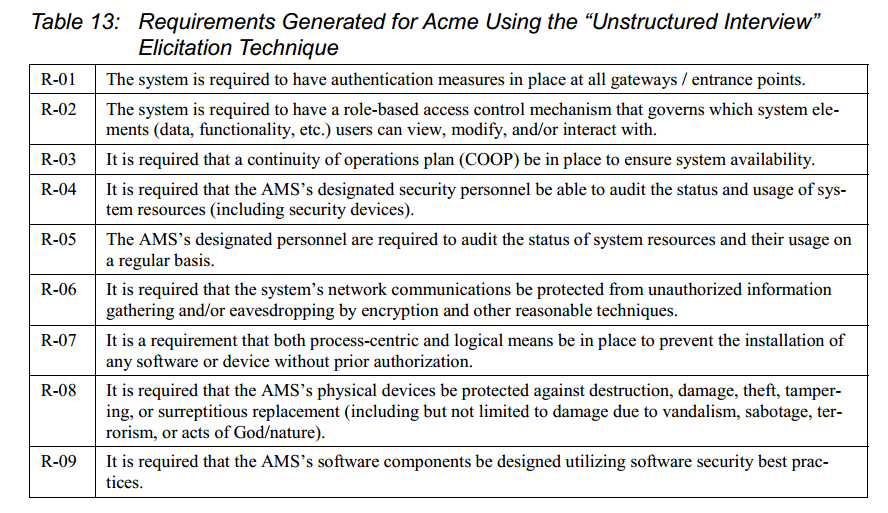 Table 13: Requirements Generated for Acme Using the “Unstructured Interview”
Elicitation Technique
R-01 The system is required to have authentication measures in place at all gateways / entrance points.
R-02 The system is required to have a role-based access control mechanism that governs which system ele-
ments (data, functionality, etc.) users can view, modify, and/or interact with.
R-03 It is required that a continuity of operations plan (COOP) be in place to ensure system availability.
R-04 It is required that the AMS’s designated security personnel be able to audit the status and usage of sys-
tem resources (including security devices).
R-05 The AMS’s designated personnel are required to audit the status of system resources and their usage on
a regular basis.
R-06 It is required that the system’s network communications be protected from unauthorized information
gathering and/or eavesdropping by encryption and other reasonable techniques.
R-07 It is a requirement that both process-centric and logical means be in place to prevent the installation of
any software or device without prior authorization.
R-08 It is required that the AMS’s physical devices be protected against destruction, damage, theft, tamper-
ing, or surreptitious replacement (including but not limited to damage due to vandalism, sabotage, ter-
rorism, or acts of God/nature).
R-09 It is required that the AMS’s software components be designed utilizing software security best prac-
tices.